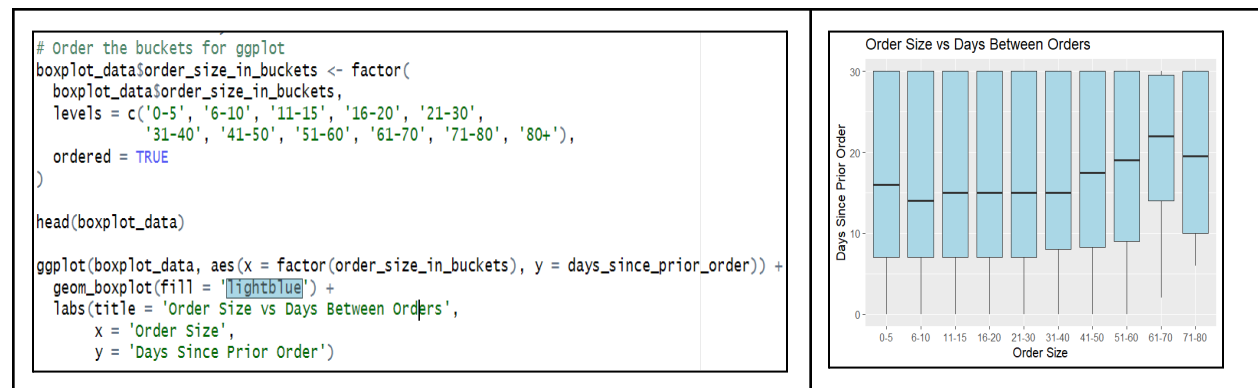 # Order the buckets for ggplot
boxplot_data$order_size_in_buckets <- factor(
  boxplot_data$order_size_in_buckets,
  levels = c('0-5', '6-10', '11-15', '16-20', '21-30',
             '31-40', '41-50', '51-60', '61-70', '71-80', '80+'),
  ordered = TRUE
)
head(boxplot_data)
ggplot(boxplot_data, aes(x = factor(order_size_in_buckets), y = days_since_prior_order)) +
  geom_boxplot(fill = 'lightblue') +
  labs(title = 'Order Size vs Days Between Orders',
       x = 'Order Size',
       y = 'Days Since Prior Order')
Order Size vs Days Between Orders
Days Since Prior Order
30
20
10
0
0-5 6-10 11-15 16-20 21-30 31-40 41-50 51-60 61-70 71-80
Order Size